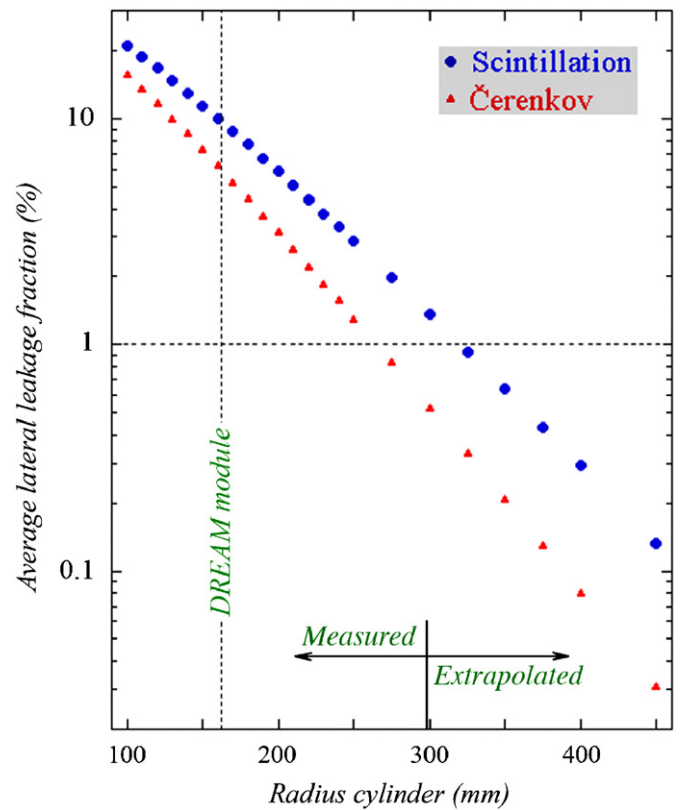 Scintillation
Čerenkov
10
1
0.1
Average lateral leakage fraction (%)
DREAM module
Measured
Extrapolated
100
200
300
400
Radius cylinder (mm)